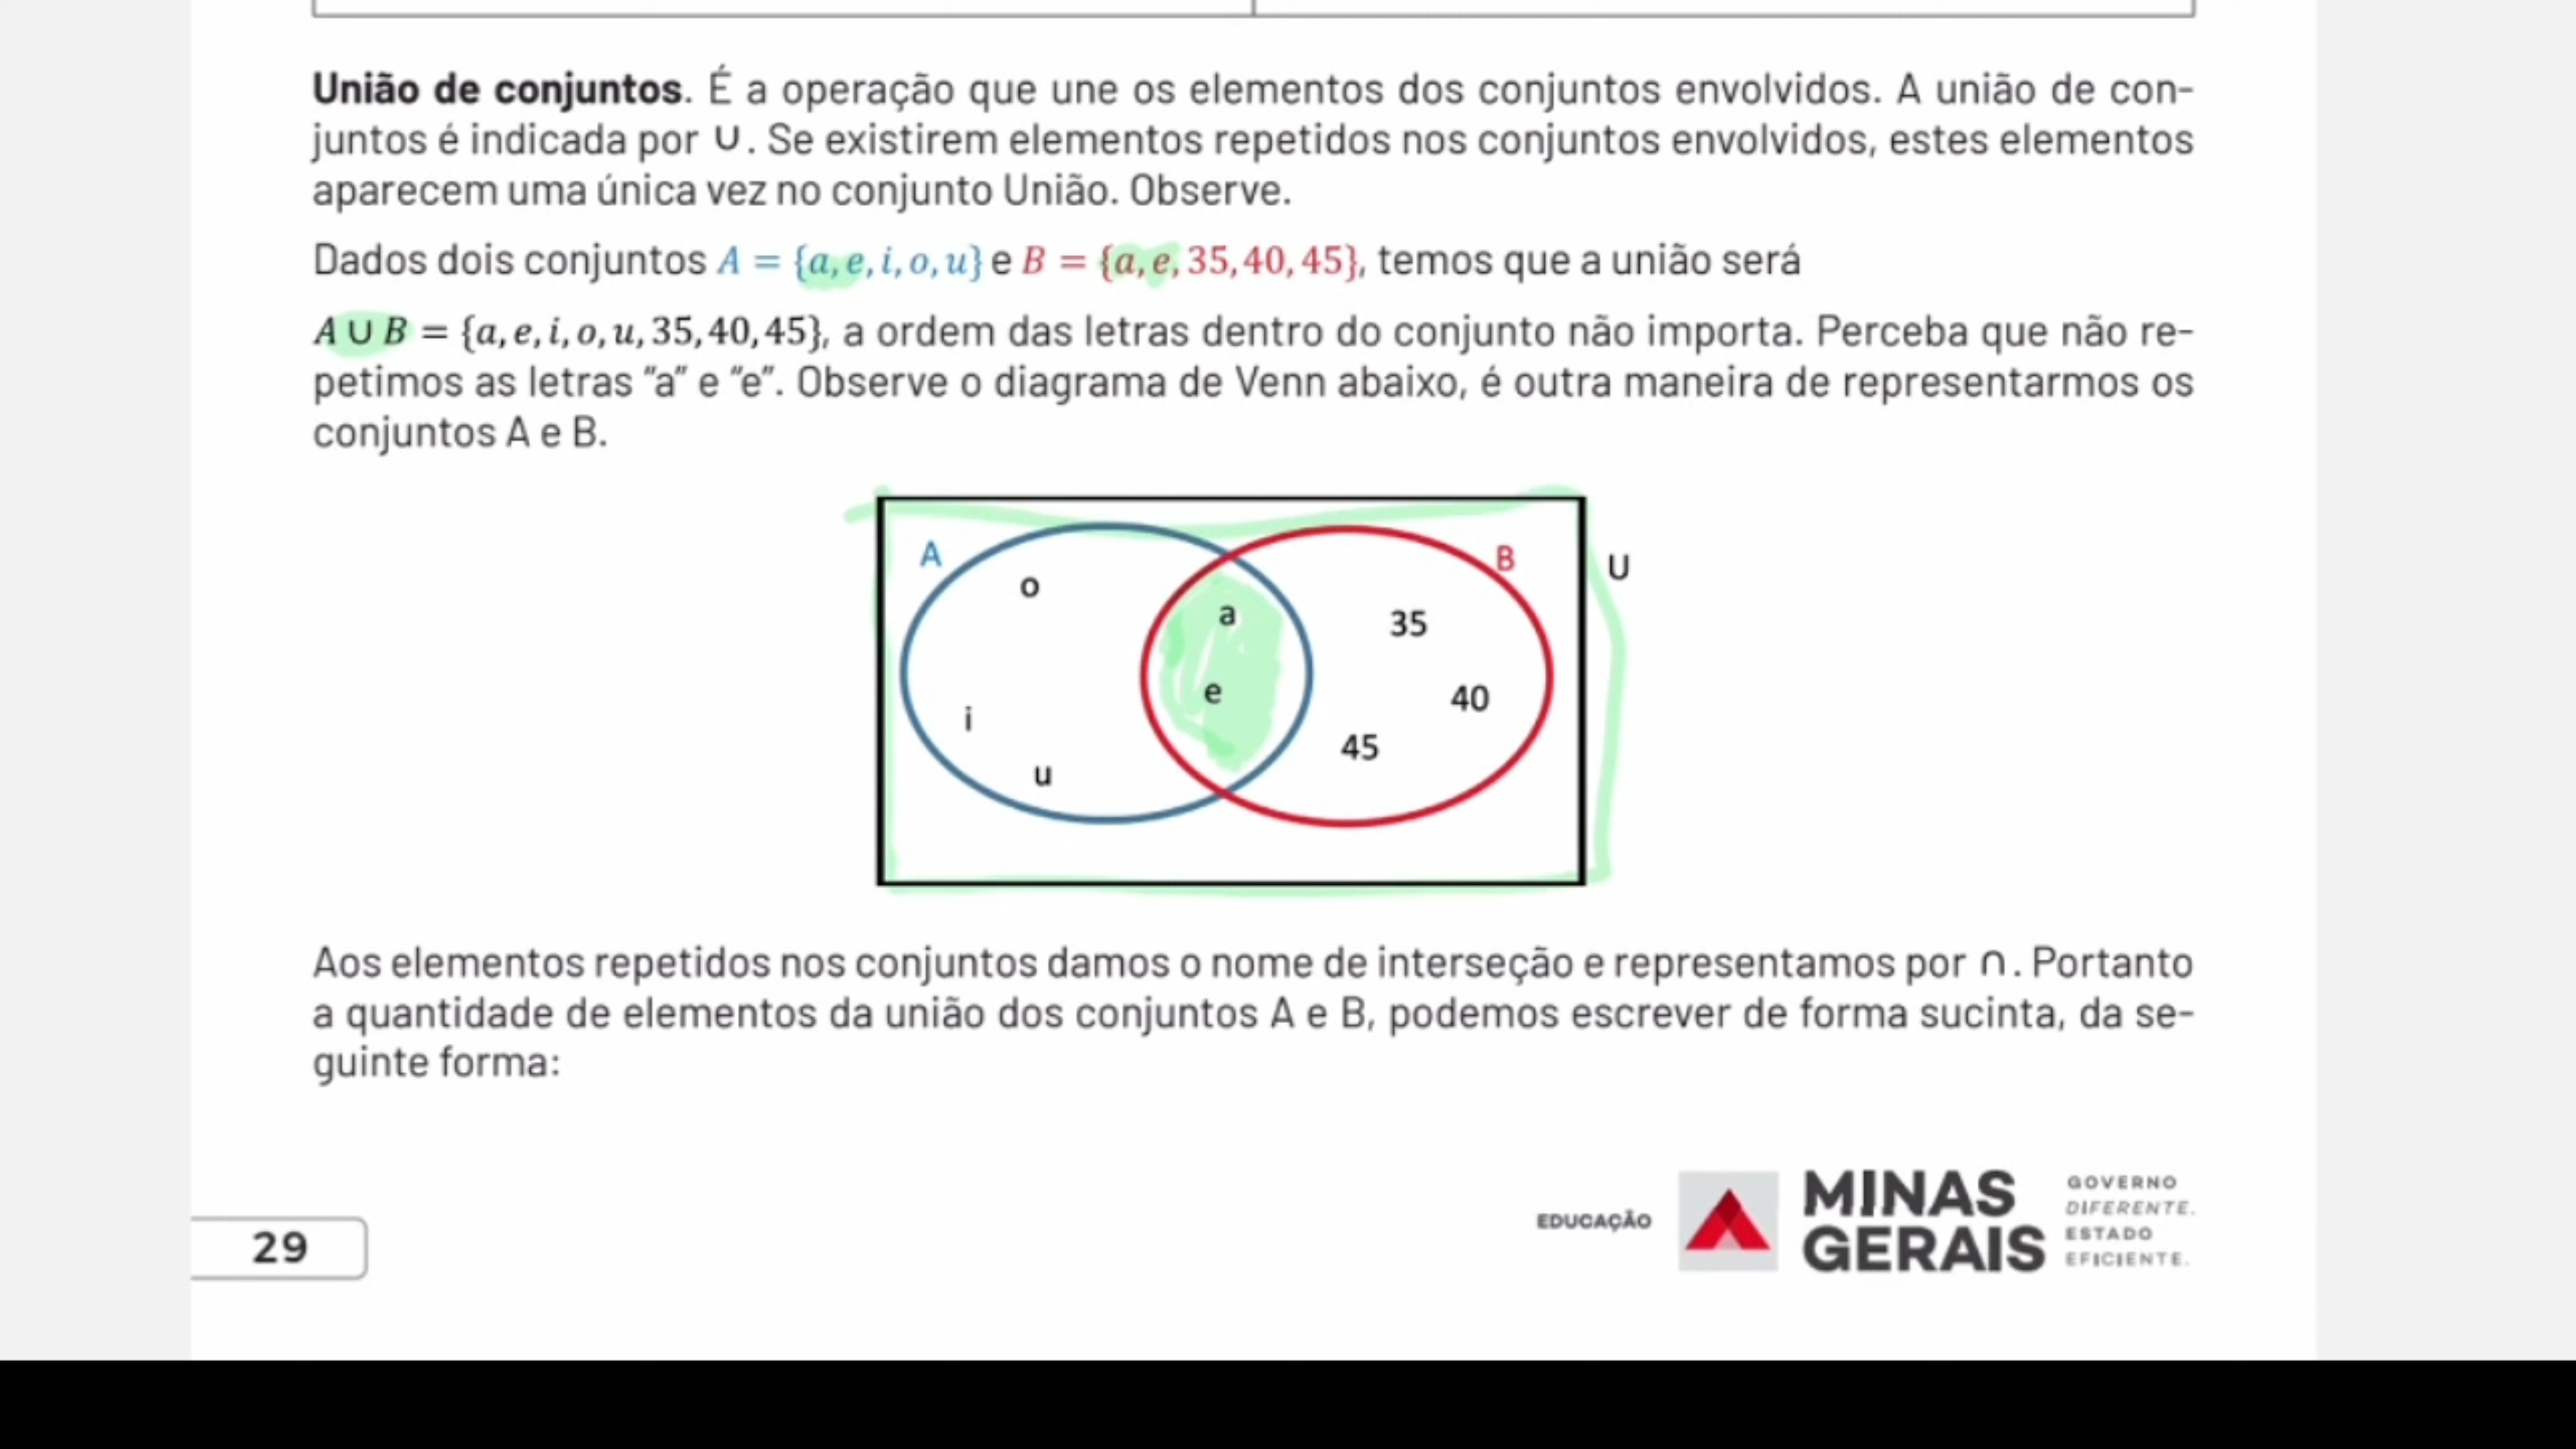 União de conjuntos. É a operação que une os elementos dos conjuntos envolvidos. A união de con-
juntos é indicada por ∪. Se existirem elementos repetidos nos conjuntos envolvidos, estes elementos
aparecem uma única vez no conjunto União. Observe.
Dados dois conjuntos A = {a, e, i, o, u} e B = {a, e, 35, 40, 45}, temos que a união será
A ∪ B = {a, e, i, o, u, 35, 40, 45}, a ordem das letras dentro do conjunto não importa. Perceba que não re-
petimos as letras "a" e "e". Observe o diagrama de Venn abaixo, é outra maneira de representarmos os
conjuntos A e B.
A
B
U
o
a
35
e
40
i
45
u
Aos elementos repetidos nos conjuntos damos o nome de interseção e representamos por ∩. Portanto
a quantidade de elementos da união dos conjuntos A e B, podemos escrever de forma sucinta, da se-
guinte forma:
29
EDUCAÇÃO
MINAS
GERAIS
GOVERNO
DIFERENTE.
ESTADO
EFICIENTE.